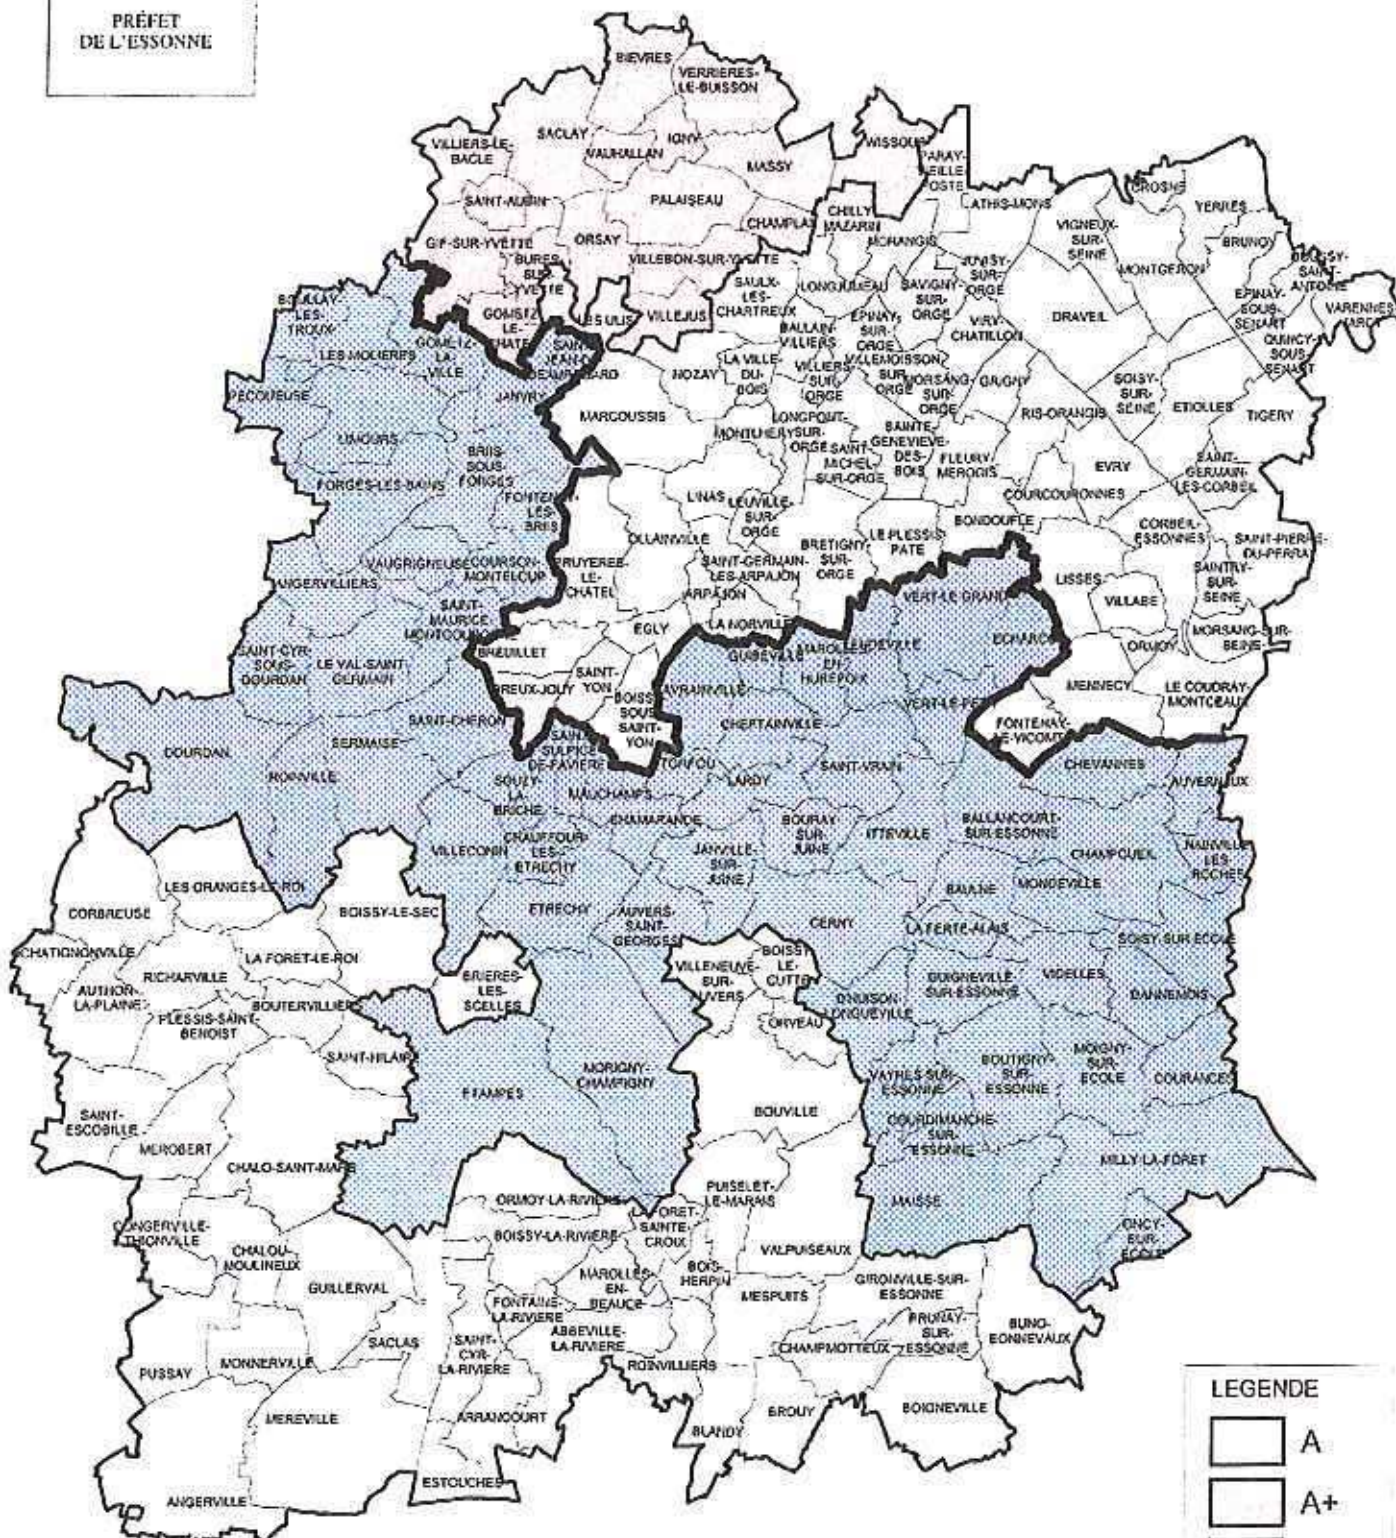 PRÉFET
DE L'ESSONNE
BIEVRES
VERRIERES-
LE-BUISSON
SACLAY
IGNY
WISSOUS
VILLIERS-LE-
BACLE
VAUHALLAN
MASSY
SAINT-AUBIN
PALAISEAU
CHAMPLAN
CHILLY
MAZARIN
ATHIS-MONS
CROSNE
YERRES
GIF-SUR-YVETTE
ORSAY
MORANGIS
VIGNEUX-
SUR-
SEINE
BRUNOY
BURES-
SUR-
YVETTE
VILLEBON-SUR-YVETTE
MONTGERON
LONGJUMEAU
SAVIGNY-
SUR-
ORGE
EPINAY-
SOUS-
SENART
VARENNES
GOMETZ-
LE-
VILLEJUS
SAULX-
LES-
CHARTREUX
DRAVEIL
QUINCY-
SOUS-
SENART
LES MOLIERES
GOMETZ-
LA-
VILLE
BALLAIN-
VILLIERS
EPINAY-
SUR-
ORGE
VIRY-
CHATILLON
PECQUEUSE
JANVRY
NOZAY
LA VILLE-
DU-
BOIS
VILLIERS-
SUR-
ORGE
VILLEMOISSON-
SUR-
ORGE
MORSANG-
SUR-
ORGE
GRIGNY
SOISY-
SUR-
SEINE
ETIOLLES
TIGERY
MARCOUSSIS
RIS-ORANGIS
LIMOURS
MONTLHERY
LONGPONT-
SUR-
ORGE
SAINTE-
GENEVIEVE-
DES-
BOIS
FLEURY-
MEROGIS
EVRY
BRIIS-
SOUS-
FORGES
SAINT-
MICHEL-
SUR-ORGE
SAINT-
GERMAIN-
LES-CORBEIL
FORGES-LES-BAINS
LINAS
LEUVILLE-
SUR-
ORGE
COURCOURONNES
BONDOUFLE
CORBEIL-
ESSONNES
OLLAINVILLE
BRETIGNY-
SUR-
ORGE
LE PLESSIS-
PATE
SAINT-PIERRE-
DU-PERRAY
VAUGRIGNEUSE
COURSON-
MONTELOUP
ANGERVILLIERS
BRUYERES-
LE-
CHATEL
SAINT-GERMAIN-
LES-ARPAJON
ARPAJON
LISSES
SAINTRY-
SUR-
SEINE
VILLABE
SAINT-
MAURICE-
EGLY
LA NORVILLE
VERT-LE GRAND
ECHARCON
ORMOY
MORSANG-SUR-
SEINE
SAINT-CYR-
SOUS-
DOURDAN
LE VAL-SAINT-
GERMAIN
BREUILLET
GUIBEVILLE
MAROLLES-
EN-
HUREPOIX
MENNECY
LE COUDRAY-
MONTCEAUX
BREUX-JOUY
SAINT-
YON
BOISSY-
SOUS-
SAINT-
YON
AVRAINVILLE
CHEPTAINVILLE
VERT-LE-PETIT
FONTENAY-
LE-VICOMTE
SAINT-CHERON
DOURDAN
SERMAISE
ROINVILLE
SAINT-
SULPICE-
DE-FAVIERE
TORFOU
LARDY
SAINT-VRAIN
CHEVANNES
AUVERNAUX
SOUZY-
LA-
BRICHE
MAUCHAMPS
CHAMARANDE
BOURAY-
SUR-
JUINE
ITTEVILLE
BALLANCOURT-
SUR-ESSONNE
CHAMPCUEIL
NAINVILLE-
LES-
ROCHES
VILLECONIN
CHAUFFOUR-
LES-
ETRECHY
JANVILLE-
SUR-
JUINE
BAULNE
MONDEVILLE
LES GRANGES-LE-ROI
CORBREUSE
BOISSY-LE-SEC
ETRECHY
AUVERS-
SAINT-
GEORGES
CERNY
LA FERTE-ALAIS
SOISY-SUR-ECOLE
CHATIGNONVILLE
RICHARVILLE
LA FORET-LE-ROI
BRIERES-
LES-
SCELLES
VILLENEUVE-
SUR-
AUVERS
BOISSY
LE
CUTTE
GUIGNEVILLE-
SUR-ESSONNE
VIDELLES
DANNEMOIS
LA-PLAINE-
PLESSIS-SAINT-
BENOIST
BOUTERVILLIERS
D'HUISON-
LONGUEVILLE
ORVEAU
SAINT-HILAIRE
ETAMPES
MORIGNY-
CHAMPIGNY
VAYRES-SUR-
ESSONNE
BOUTIGNY-
SUR-
ESSONNE
MOIGNY-
SUR-
ECOLE
COURANCES
SAINT-
ESCOBILLE
MEROBERT
BOUVILLE
COURDIMANCHE-
SUR-
ESSONNE
CHALO-SAINT-MARS
MILLY-LA-FORET
ORMOY-LA-RIVIERE
PUISELET-
LE-MARAIS
MAISSE
CONGERVILLE-
THIONVILLE
CHALOU-
MOULINEUX
BOISSY-LA-RIVIERE
LA-FORET-
SAINTE-
CROIX
VALPUISEAUX
ONCY-
SUR-
ECOLE
GUILLERVAL
MAROLLES-
EN-
BEAUCE
BOIS-
HERPIN
MESPUITS
GIRONVILLE-SUR-
ESSONNE
FONTAINE-
LA-RIVIERE
ABBEVILLE-
LA-RIVIERE
PRUNAY-
SUR-
ESSONNE
BUNO-
BONNEVAUX
SACLAS
SAINT-
CYR-
LA-RIVIERE
CHAMPMOTTEUX
PUSSAY
MONNERVILLE
ROINVILLIERS
MEREVILLE
ARRANCOURT
BLANDY
BROUY
BOIGNEVILLE
ANGERVILLE
ESTOUCHES
LEGENDE
A
A+